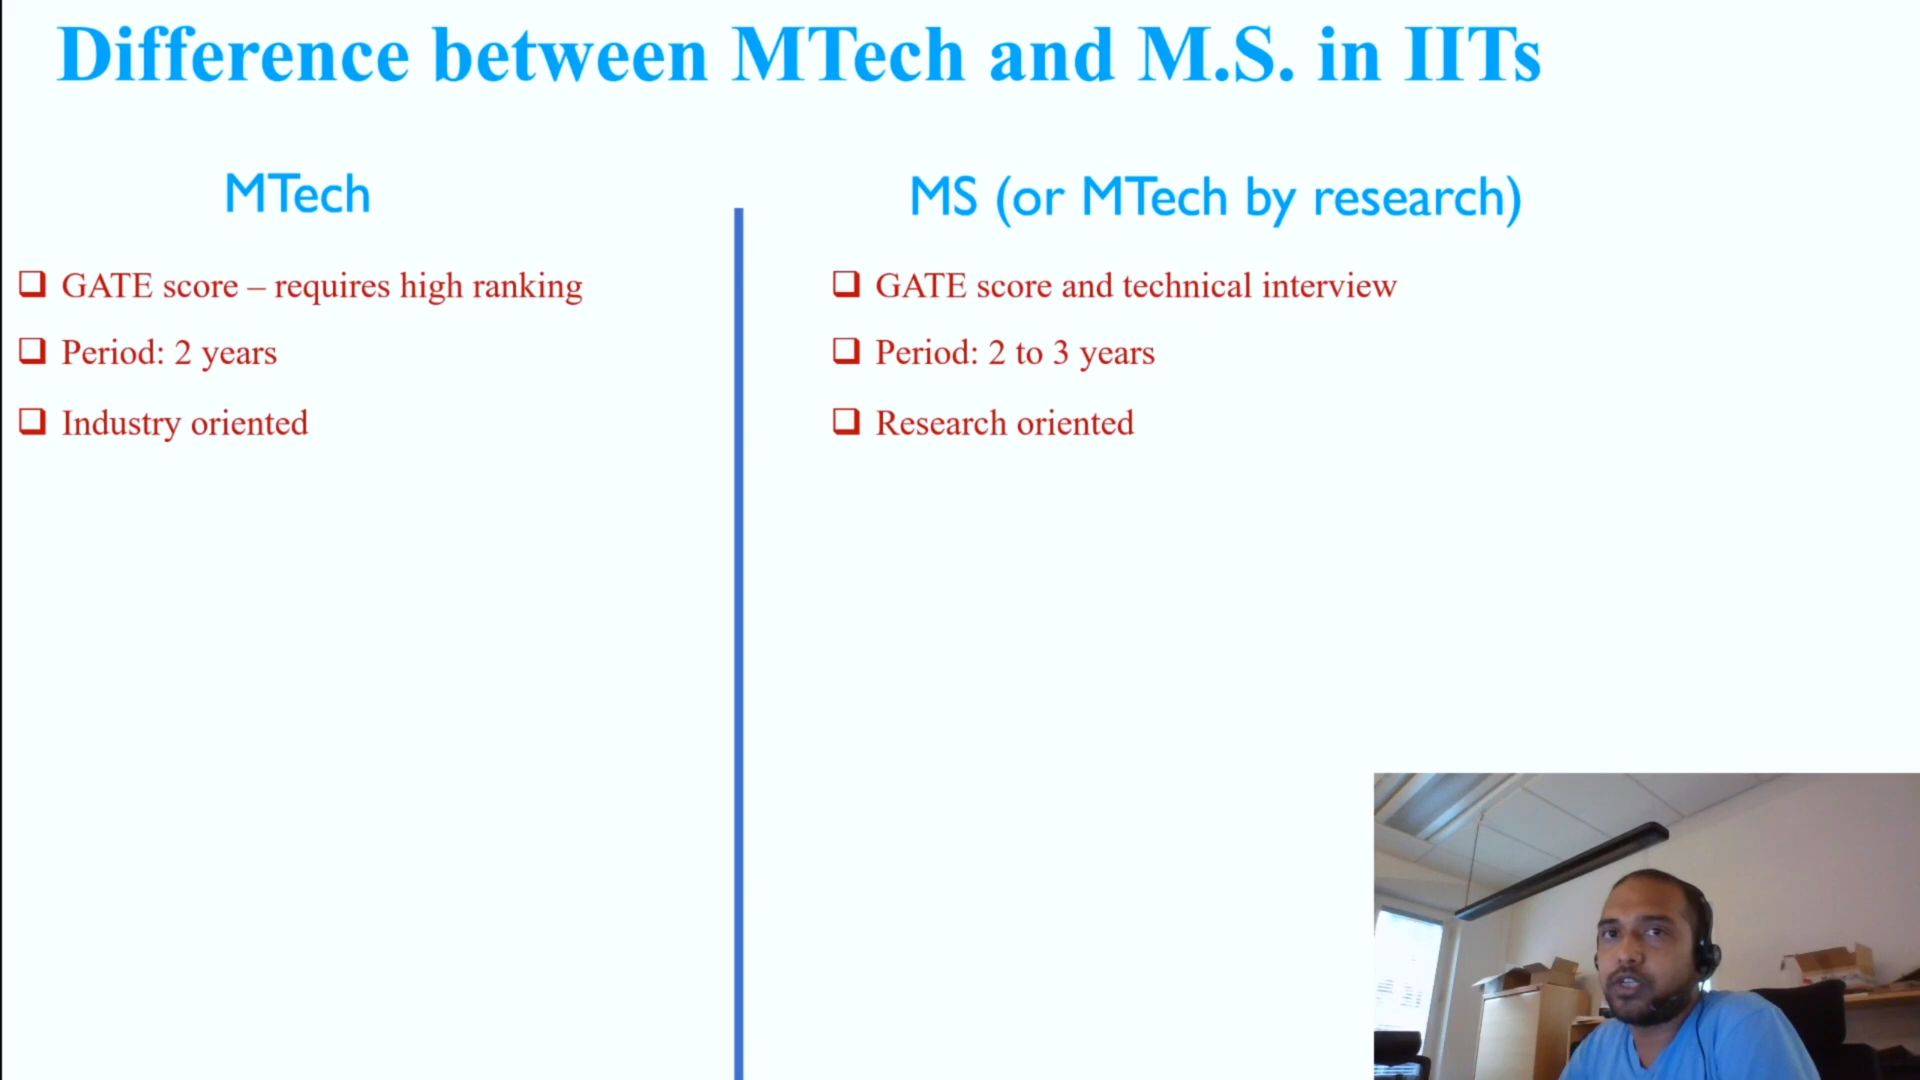 Difference between MTech and M.S. in IITs
MTech
GATE score – requires high ranking
Period: 2 years
Industry oriented
MS (or MTech by research)
GATE score and technical interview
Period: 2 to 3 years
Research oriented